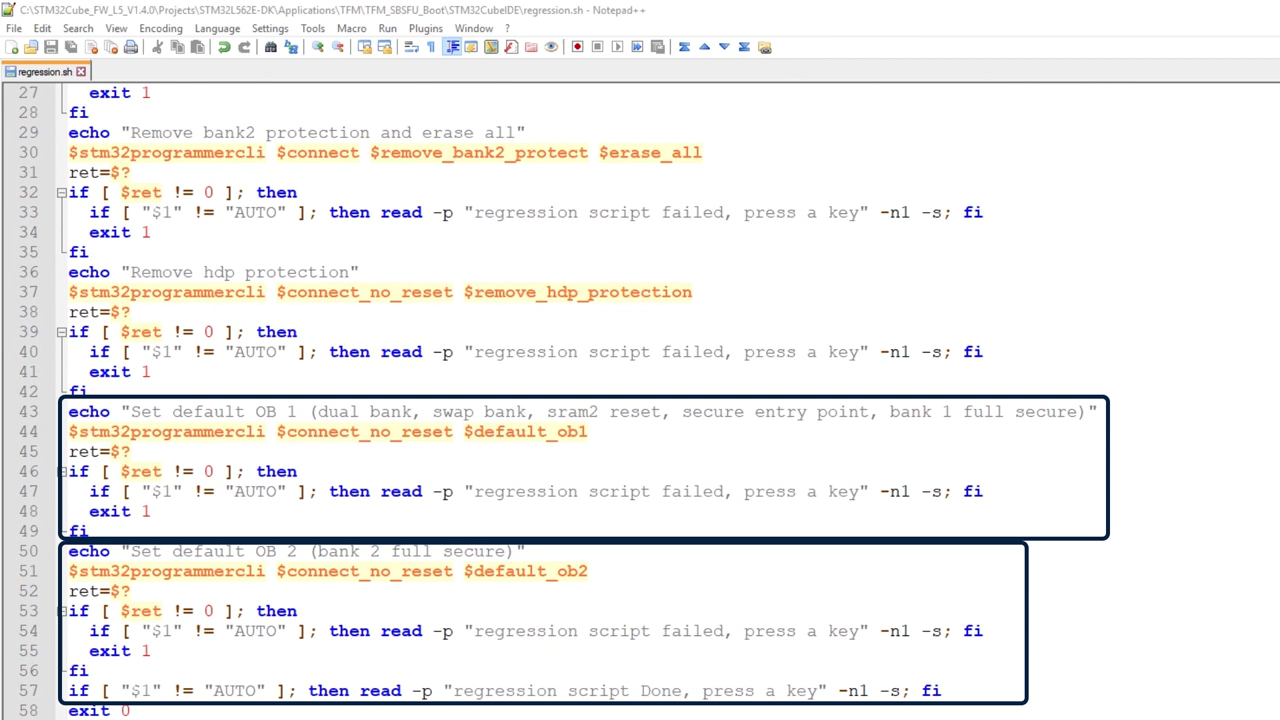 C:\STM32Cube_FW_L5_V1.4.0\Projects\STM32L562E-DK\Applications\TFM\TFM_SBSFU_Boot\STM32CubeIDE\regression.sh - Notepad++
File Edit Search View Encoding Language Settings Tools Macro Run Plugins Window ?
regression.sh
27 exit 1
28 fi
29 echo "Remove bank2 protection and erase all"
30 $stm32programmercli $connect $remove_bank2_protect $erase_all
31 ret=$?
32 if [ $ret != 0 ]; then
33 if [ "$1" != "AUTO" ]; then read -p "regression script failed, press a key" -n1 -s; fi
34 exit 1
35 fi
36 echo "Remove hdp protection"
37 $stm32programmercli $connect_no_reset $remove_hdp_protection
38 ret=$?
39 if [ $ret != 0 ]; then
40 if [ "$1" != "AUTO" ]; then read -p "regression script failed, press a key" -n1 -s; fi
41 exit 1
42 fi
43 echo "Set default OB 1 (dual bank, swap bank, sram2 reset, secure entry point, bank 1 full secure)"
44 $stm32programmercli $connect_no_reset $default_ob1
45 ret=$?
46 if [ $ret != 0 ]; then
47 if [ "$1" != "AUTO" ]; then read -p "regression script failed, press a key" -n1 -s; fi
48 exit 1
49 fi
50 echo "Set default OB 2 (bank 2 full secure)"
51 $stm32programmercli $connect_no_reset $default_ob2
52 ret=$?
53 if [ $ret != 0 ]; then
54 if [ "$1" != "AUTO" ]; then read -p "regression script failed, press a key" -n1 -s; fi
55 exit 1
56 fi
57 if [ "$1" != "AUTO" ]; then read -p "regression script Done, press a key" -n1 -s; fi
58 exit 0